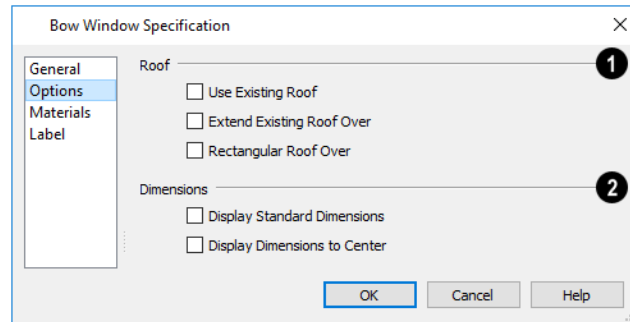 Bow Window Specification
General
Options
Materials
Label
Roof
1
Use Existing Roof
Extend Existing Roof Over
Rectangular Roof Over
Dimensions
2
Display Standard Dimensions
Display Dimensions to Center
OK
Cancel
Help